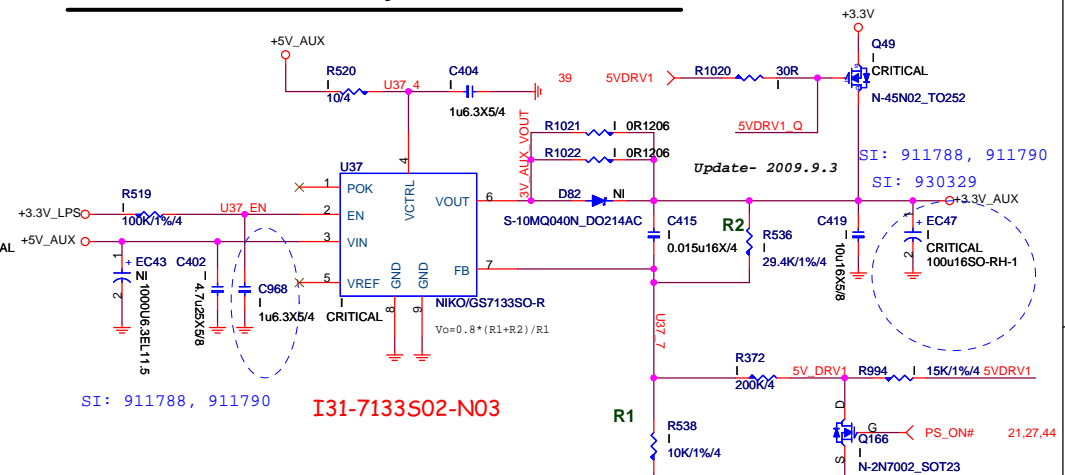 +3.3V
+5V_AUX
Q49
I
CRITICAL
N-45N02_TO252
R520
I
10/4
U37_4
C404
I
1u6.3X5/4
39
5VDRV1
R1020
30R
I
5VDRV1_Q
R1021
I
0R1206
R1022
I
0R1206
3V_AUX_VOUT
Update- 2009.9.3
SI: 911788, 911790
SI: 930329
U37
4
1
POK
VCTRL
R519
I
100K/1%/4
+3.3V_LPS
U37_EN
2
EN
VOUT
6
D82
NI
S-10MQ040N_DO214AC
+3.3V_AUX
+5V_AUX
3
VIN
AL
C415
I
0.015u16X/4
R2
R536
I
29.4K/1%/4
C419
I
10u16X5/8
1
+
2
EC47
I
CRITICAL
100u16SO-RH-1
1
+
2
EC43
NI
1000U6.3EL11.5
C402
I
4.7u25X5/8
C968
I
1u6.3X5/4
5
VREF
GND
GND
FB
7
8
9
NIKO/GS7133SO-R
I
CRITICAL
Vo=0.8*(R1+R2)/R1
U37_7
SI: 911788, 911790
I31-7133S02-N03
R372
I
200K/4
5V_DRV1
R994
I
15K/1%/4
5VDRV1
R1
R538
I
10K/1%/4
D
G
S
Q166
I
N-2N7002_SOT23
PS_ON#
21,27,44